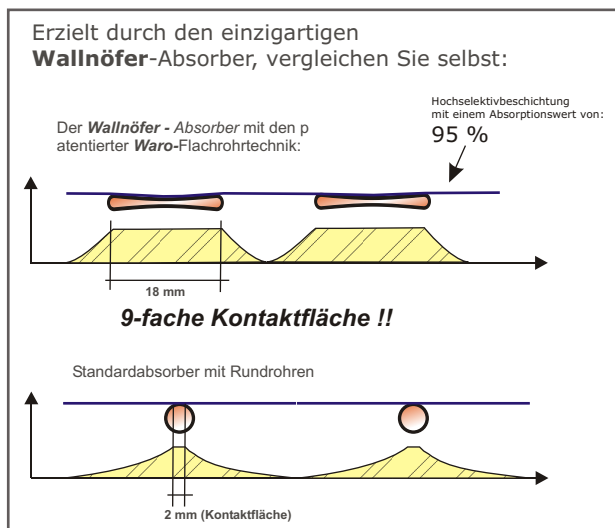 Erzielt durch den einzigartigen
Wallnöfer-Absorber, vergleichen Sie selbst:
Hochselektivbeschichtung
mit einem Absorptionswert von:
95 %
Der Wallnöfer - Absorber mit den p
atentierter Waro-Flachrohrtechnik:
18 mm
9-fache Kontaktfläche !!
Standardabsorber mit Rundrohren
2 mm (Kontaktfläche)